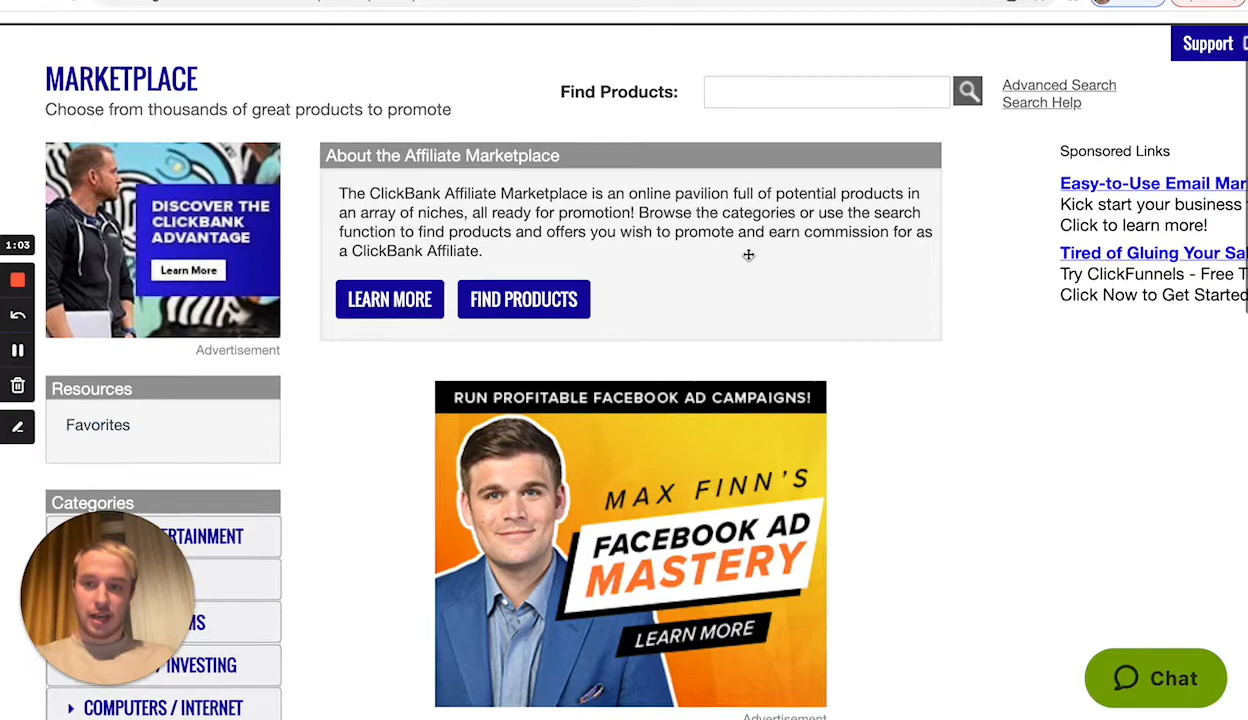 Support
MARKETPLACE
Choose from thousands of great products to promote
Find Products:
Advanced Search
Search Help
DISCOVER THE
CLICKBANK
ADVANTAGE
Learn More
Advertisement
About the Affiliate Marketplace
The ClickBank Affiliate Marketplace is an online pavilion full of potential products in
an array of niches, all ready for promotion! Browse the categories or use the search
function to find products and offers you wish to promote and earn commission for as
a ClickBank Affiliate.
LEARN MORE
FIND PRODUCTS
Sponsored Links
Easy-to-Use Email Mar
Kick start your business
Click to learn more!
Tired of Gluing Your Sa
Try ClickFunnels - Free T
Click Now to Get Started
1:03
Resources
Favorites
Categories
ERTAINMENT
MS
/ INVESTING
COMPUTERS / INTERNET
RUN PROFITABLE FACEBOOK AD CAMPAIGNS!
MAX FINN'S
FACEBOOK AD
MASTERY
LEARN MORE
Advertisement
Chat